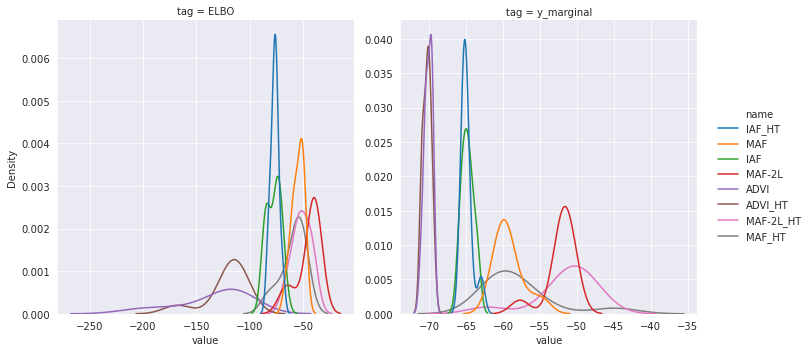 tag = ELBO
tag = y_marginal
0.006
0.005
0.004
0.003
0.002
0.001
0.000
Density
−250
−200
−150
−100
−50
value
0.040
0.035
0.030
0.025
0.020
0.015
0.010
0.005
0.000
−70
−65
−60
−55
−50
−45
−40
−35
value
name
IAF_HT
MAF
IAF
MAF-2L
ADVI
ADVI_HT
MAF-2L_HT
MAF_HT